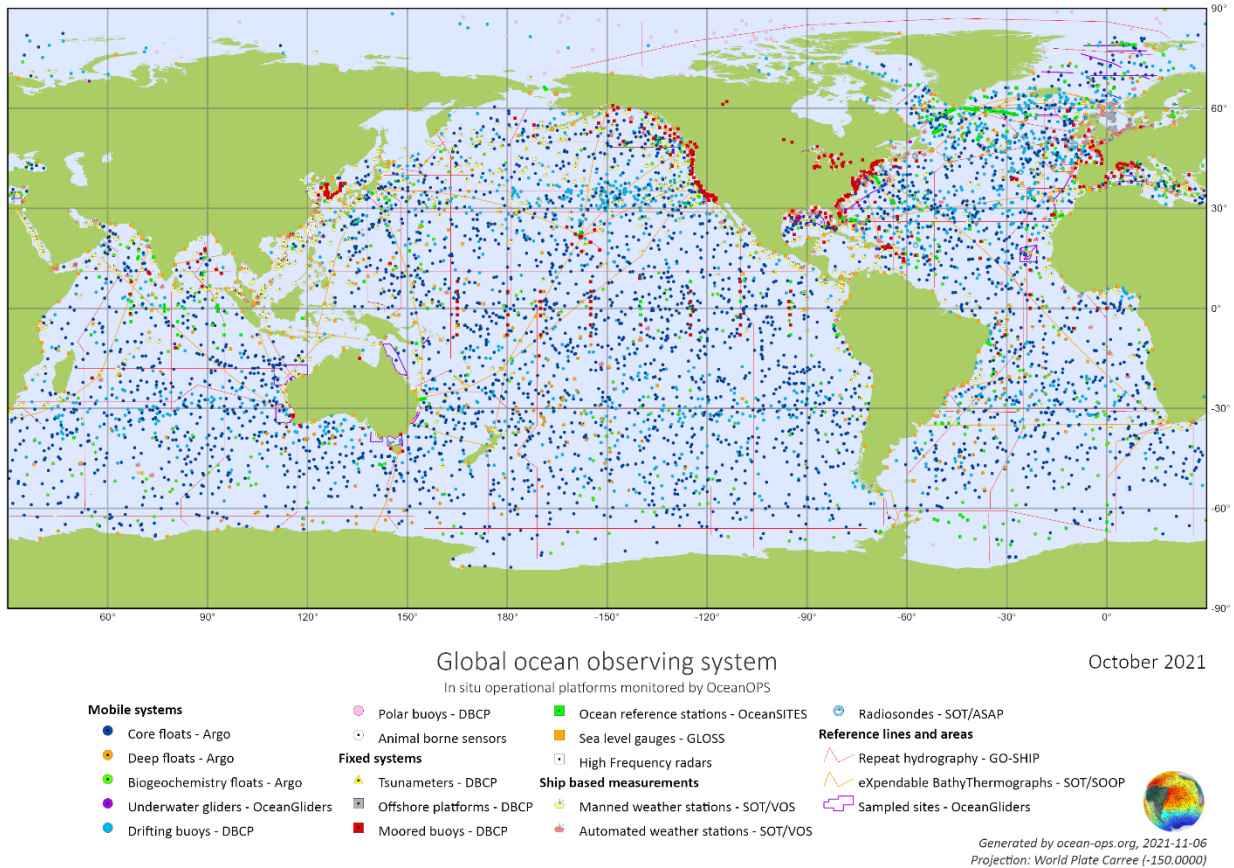 90°
60°
30°
0°
-30°
-60°
-90°
60°
90°
120°
150°
180°
-150°
-120°
-90°
-60°
-30°
0°
Global ocean observing system
October 2021
In situ operational platforms monitored by OceanOPS
Mobile systems
Core floats - Argo
Deep floats - Argo
Biogeochemistry floats - Argo
Underwater gliders - OceanGliders
Drifting buoys - DBCP
Polar buoys - DBCP
Animal borne sensors
Fixed systems
Tsunameters - DBCP
Offshore platforms - DBCP
Moored buoys - DBCP
Ocean reference stations - OceanSITES
Sea level gauges - GLOSS
High Frequency radars
Ship based measurements
Manned weather stations - SOT/VOS
Automated weather stations - SOT/VOS
Radiosondes - SOT/ASAP
Reference lines and areas
Repeat hydrography - GO-SHIP
eXpendable BathyThermographs - SOT/SOOP
Sampled sites - OceanGliders
Generated by ocean-ops.org, 2021-11-06
Projection: World Plate Carree (-150.0000)